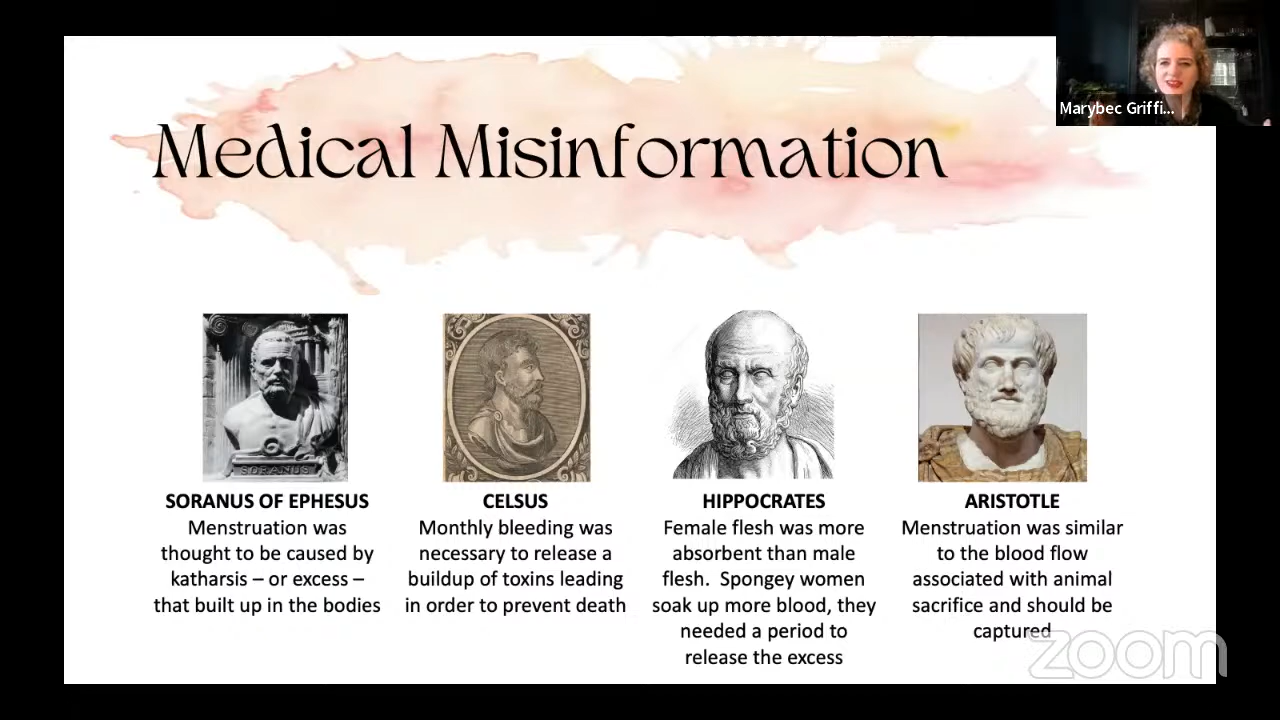 Marybec Griffi...
Medical Misinformation
SORANUS
SORANUS OF EPHESUS
Menstruation was
thought to be caused by
katharsis – or excess –
that built up in the bodies
CELSUS
Monthly bleeding was
necessary to release a
buildup of toxins leading
in order to prevent death
HIPPOCRATES
Female flesh was more
absorbent than male
flesh.  Spongey women
soak up more blood, they
needed a period to
release the excess
ARISTOTLE
Menstruation was similar
to the blood flow
associated with animal
sacrifice and should be
captured
zoom